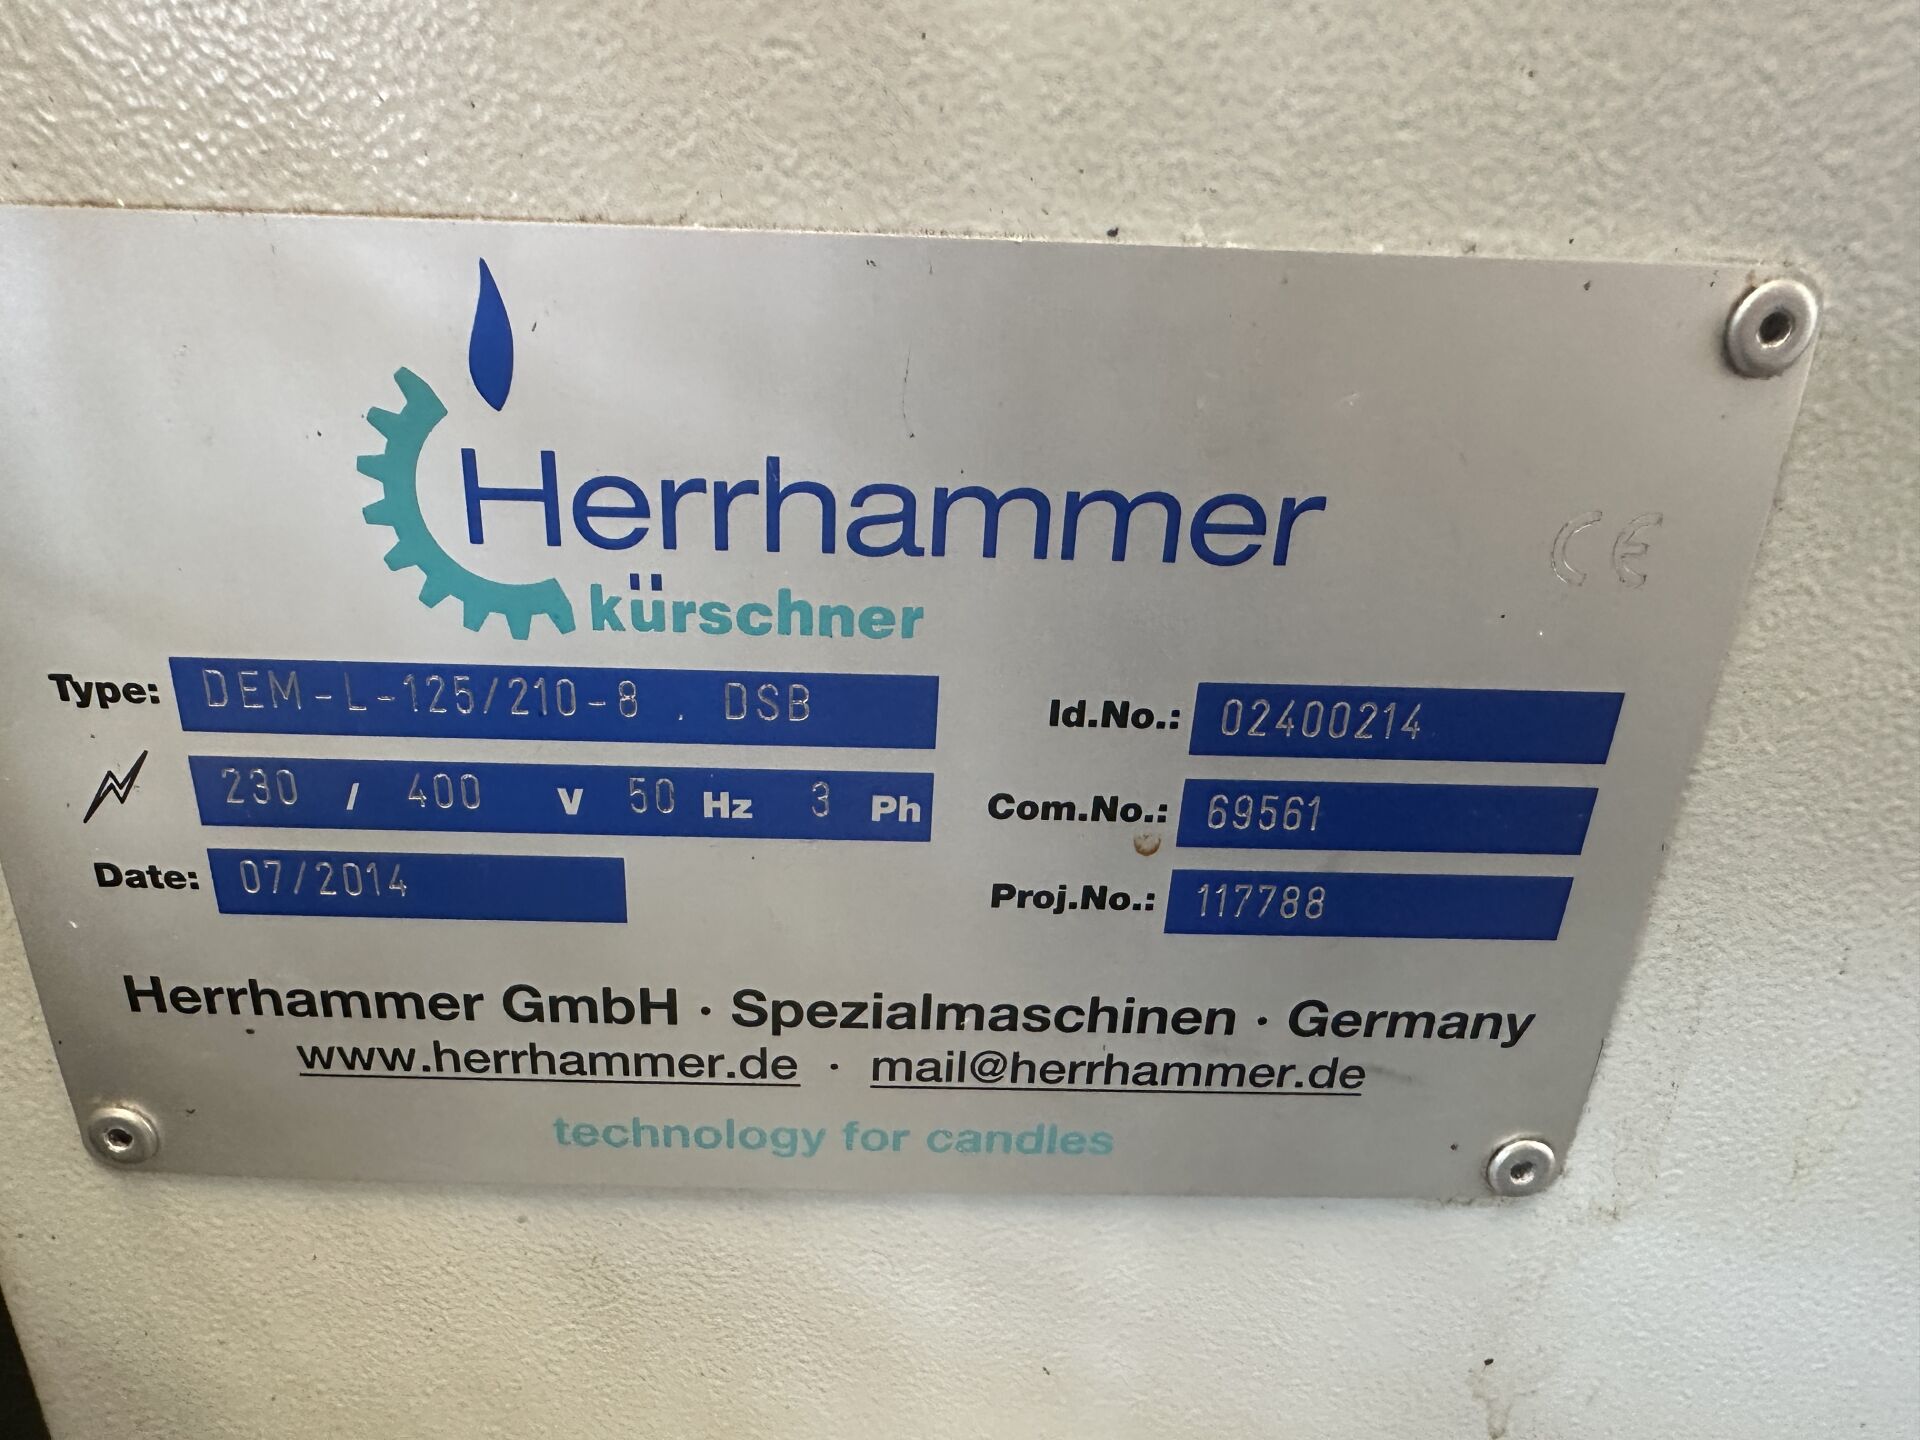 Herrhammer
kürschner
CE
Type: DEM-L-125/210-8 . DSB
230 / 400 V 50 Hz 3 Ph
Date: 07/2014
Id.No.: 02400214
Com.No.: 69561
Proj.No.: 117788
Herrhammer GmbH · Spezialmaschinen · Germany
www.herrhammer.de · mail@herrhammer.de
technology for candles